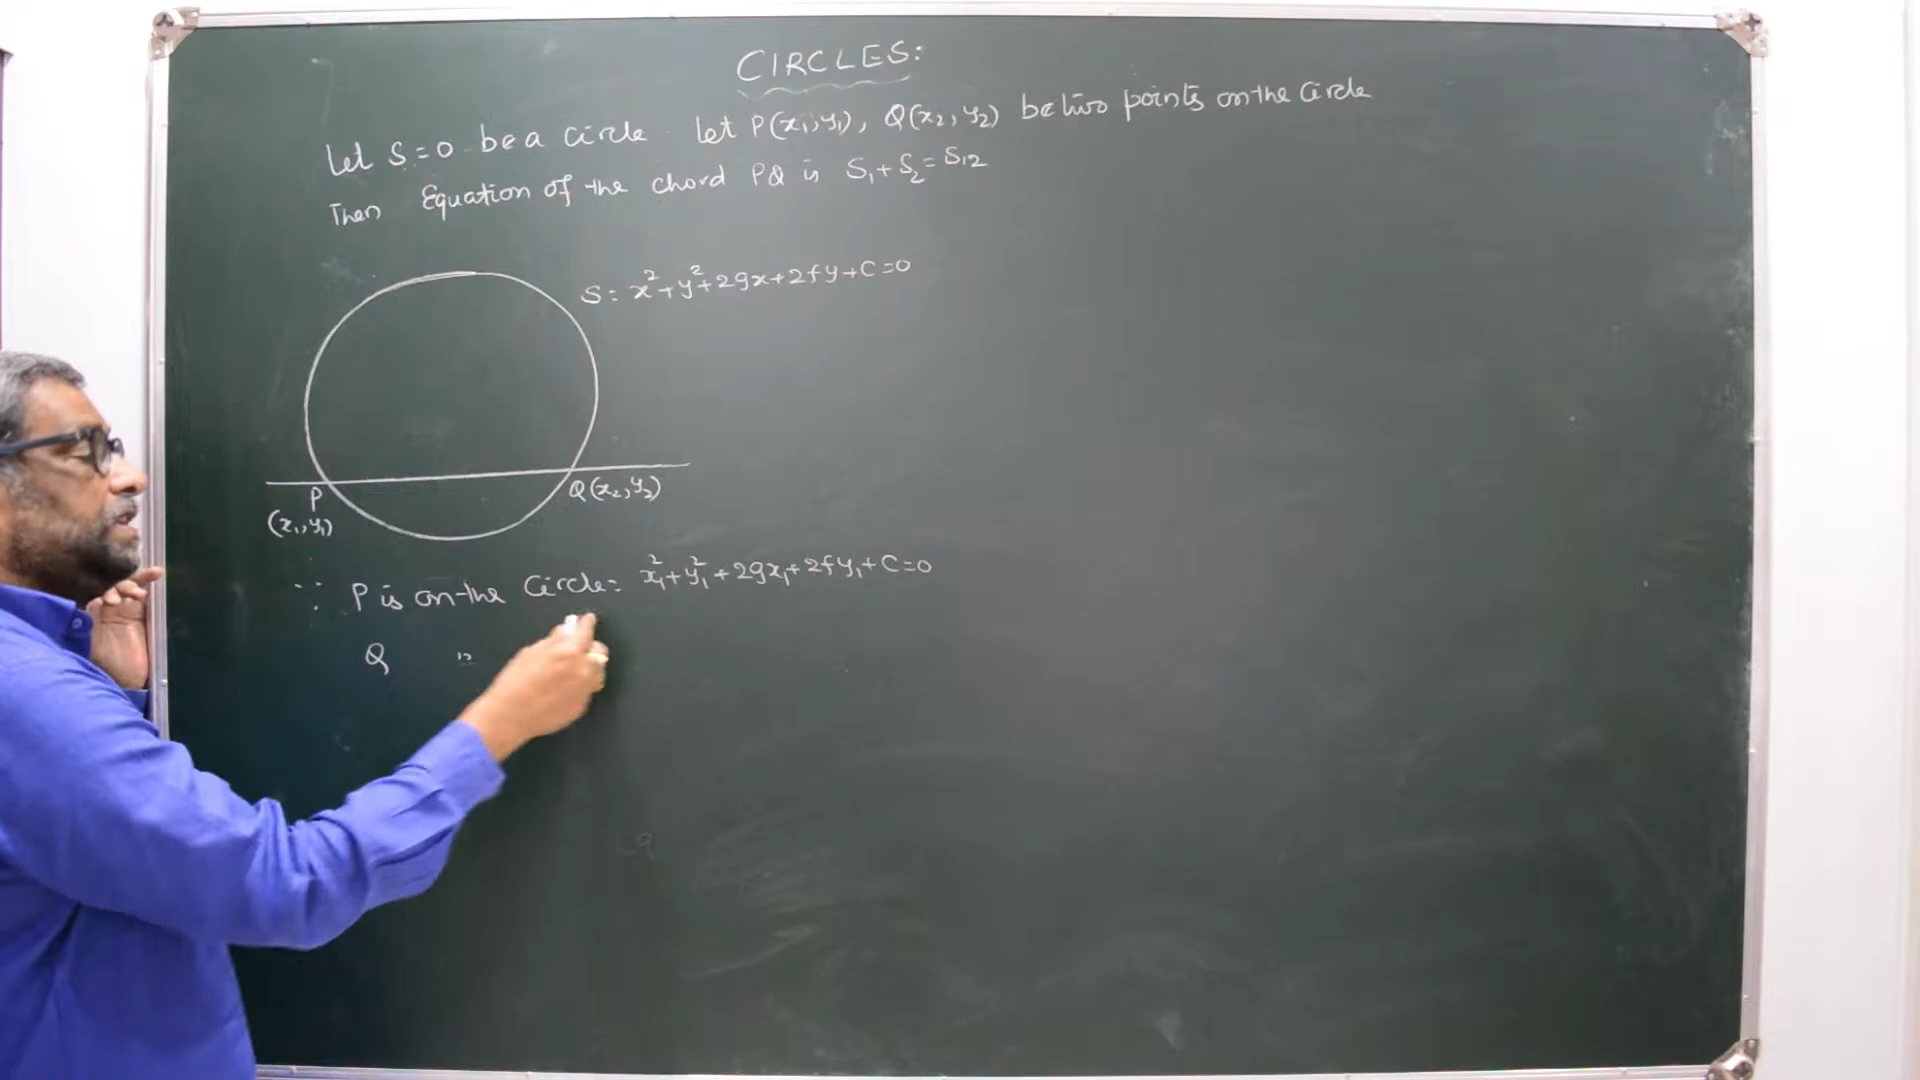 CIRCLES:
Let S=0 be a circle. Let P(x₁,y₁), Q(x₂,y₂) be two points on the circle
Then Equation of the chord PQ is S₁+S₂=S₁₂
S= x²+y²+2gx+2fy+C=0
P
(x₁,y₁)
Q(x₂,y₂)
∵ P is on the Circle: x₁²+y₁²+2gx₁+2fy₁+C=0
Q "